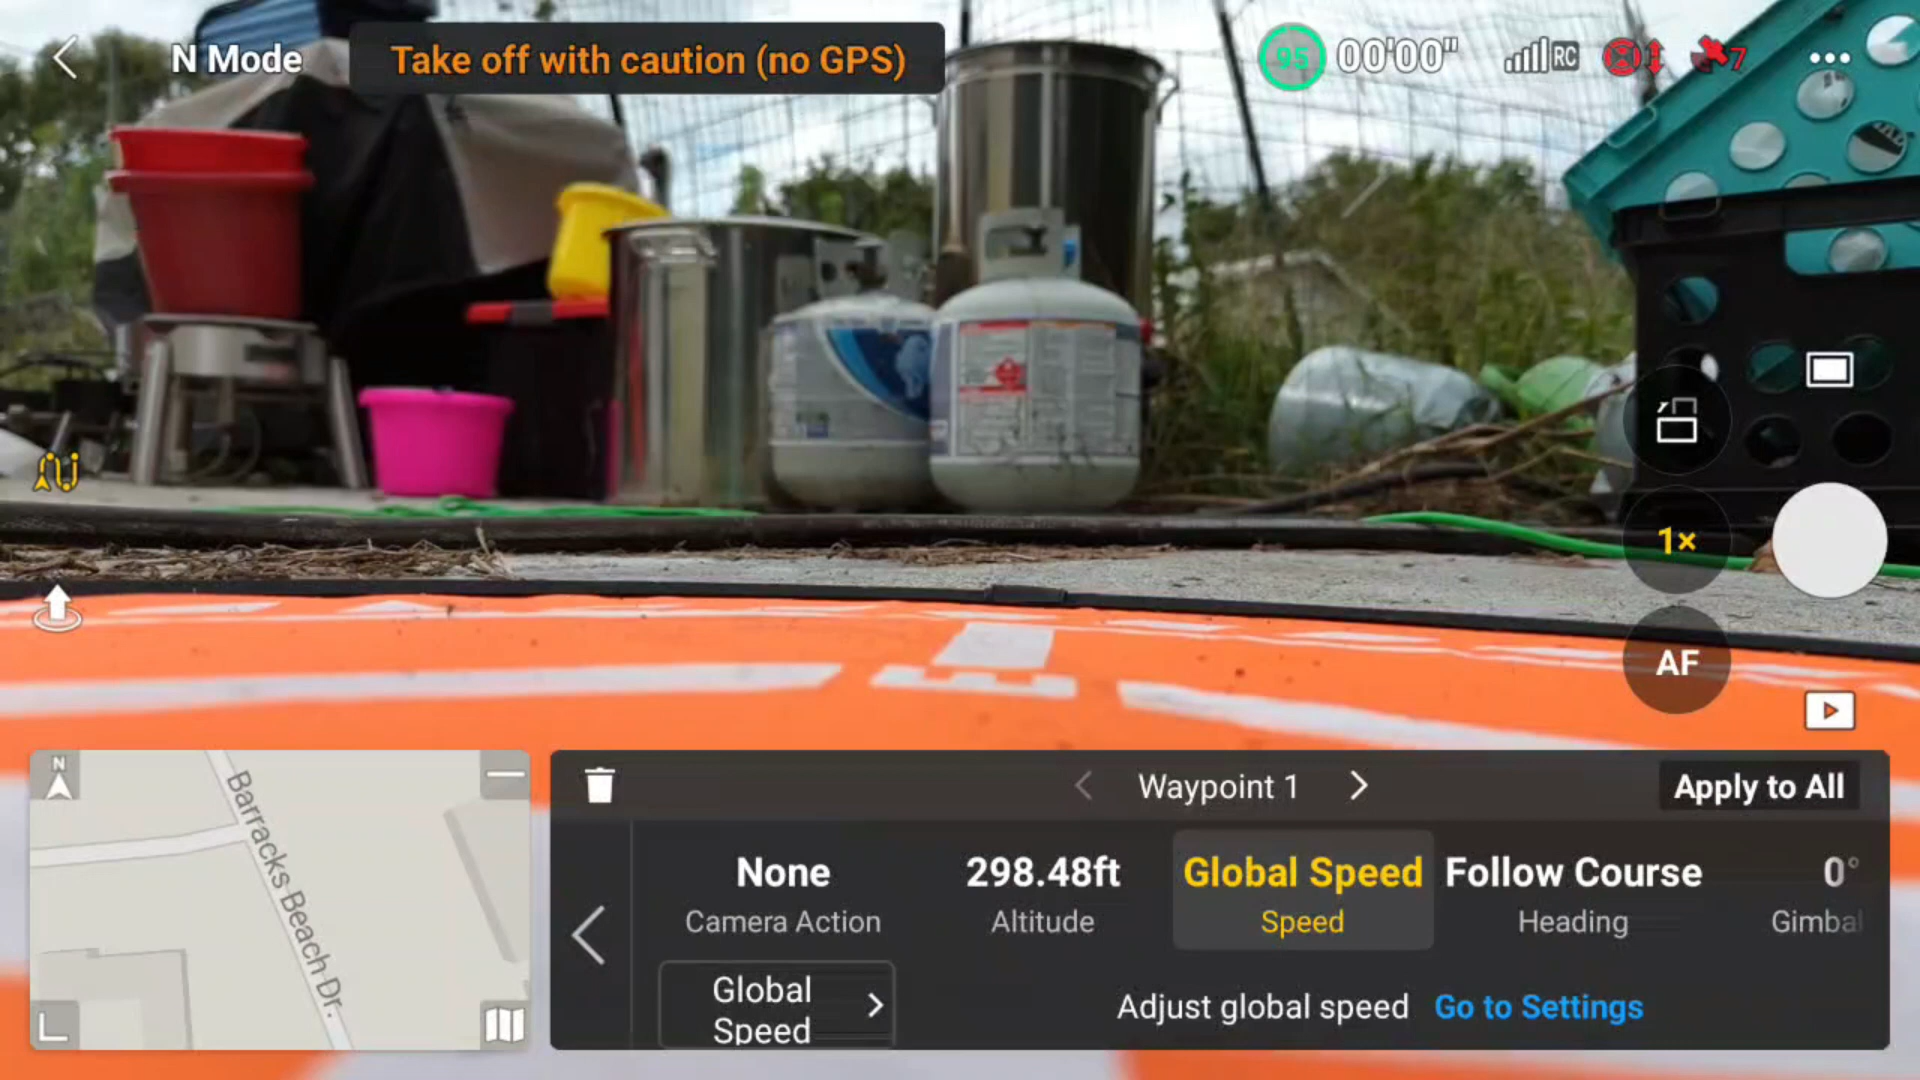 N Mode
Take off with caution (no GPS)
95
00'00"
RC
7
1×
AF
N
Barracks Beach Dr.
Waypoint 1
Apply to All
None
Camera Action
298.48ft
Altitude
Global Speed
Speed
Follow Course
Heading
0°
Gimbal
Global
Speed
Adjust global speed
Go to Settings